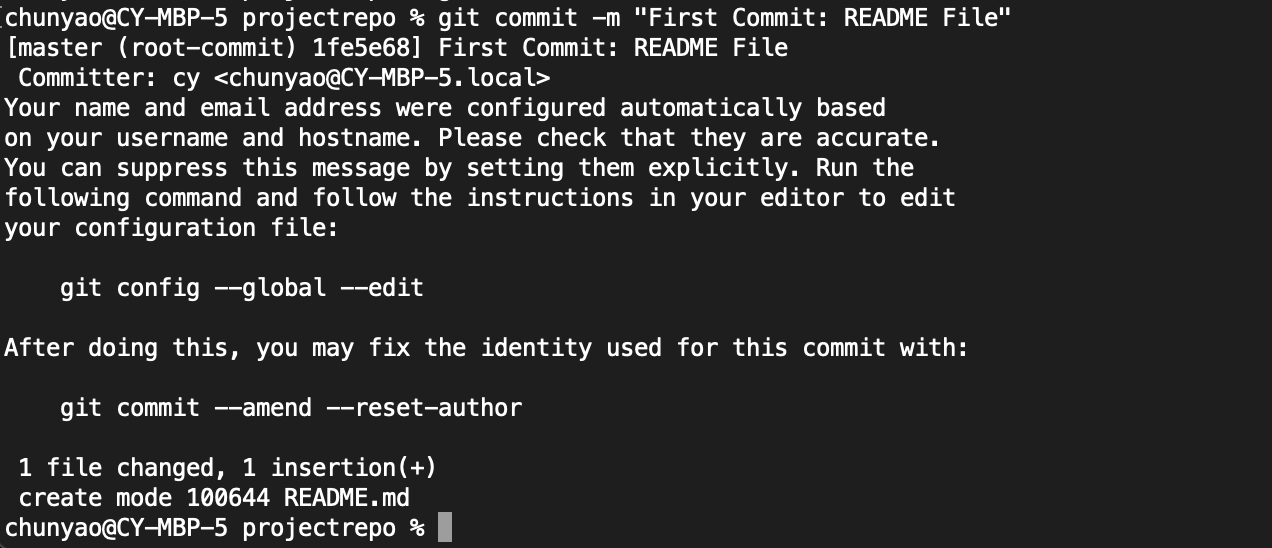 chunyao@CY-MBP-5 projectrepo % git commit -m "First Commit: README File"
[master (root-commit) 1fe5e68] First Commit: README File
 Committer: cy <chunyao@CY-MBP-5.local>
Your name and email address were configured automatically based
on your username and hostname. Please check that they are accurate.
You can suppress this message by setting them explicitly. Run the
following command and follow the instructions in your editor to edit
your configuration file:

    git config --global --edit

After doing this, you may fix the identity used for this commit with:

    git commit --amend --reset-author

 1 file changed, 1 insertion(+)
 create mode 100644 README.md
chunyao@CY-MBP-5 projectrepo %